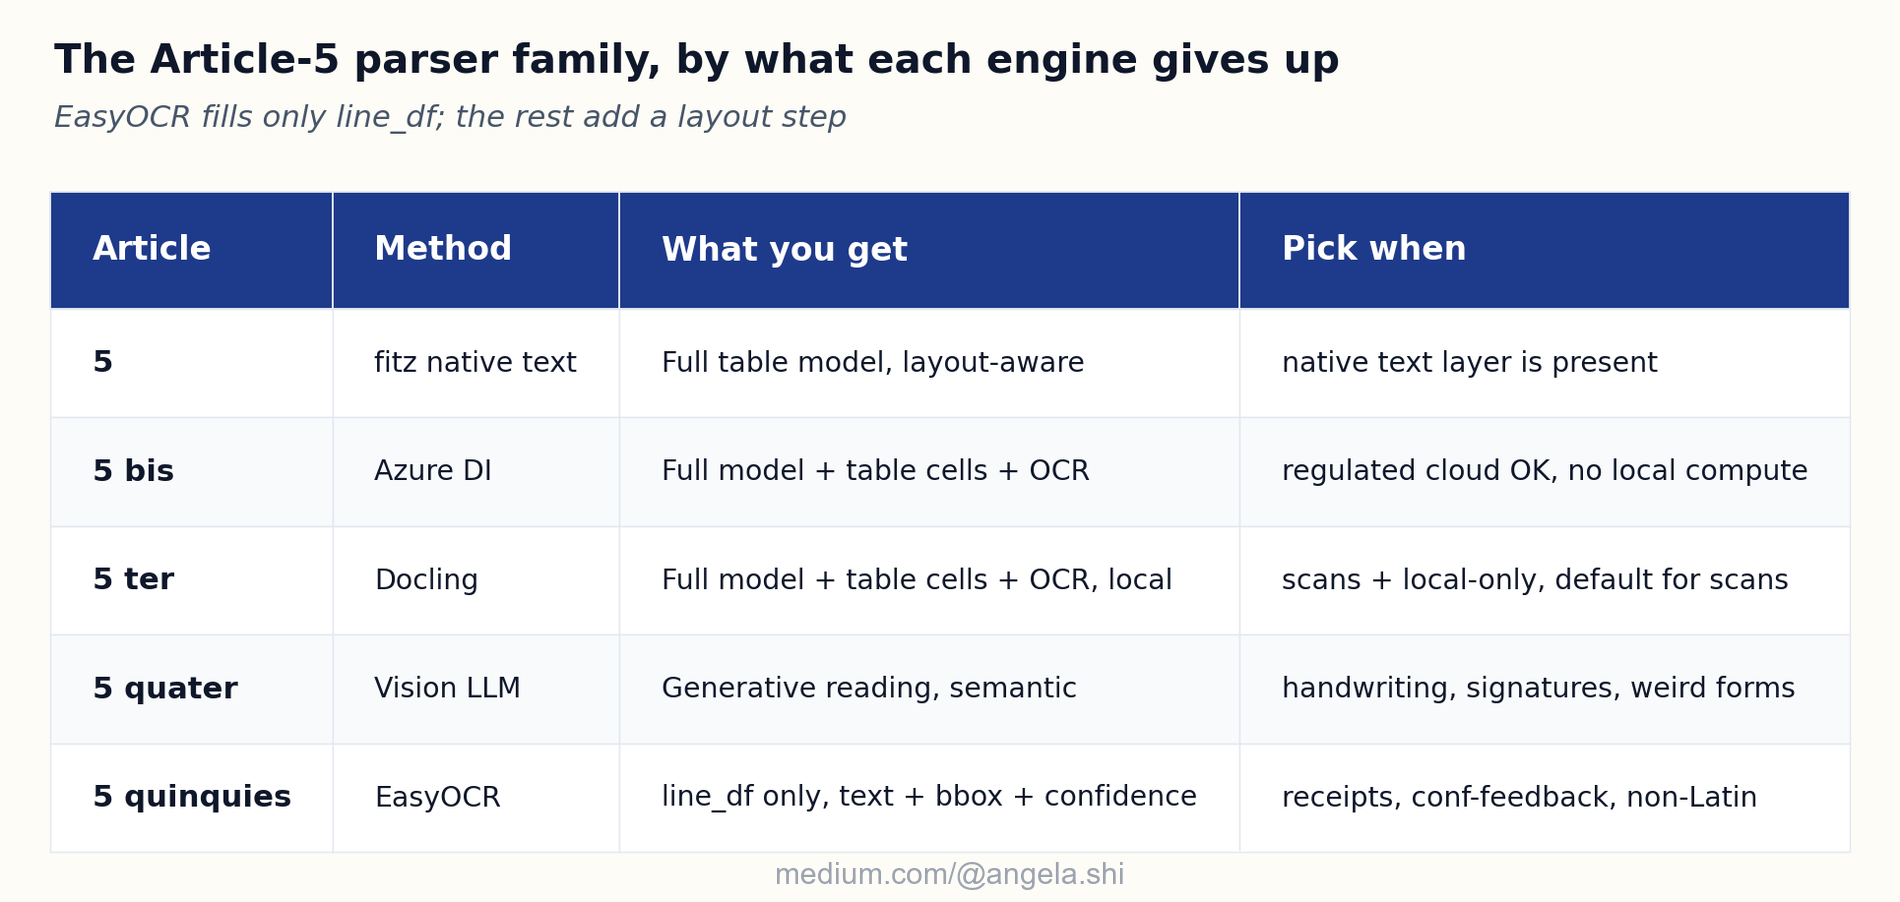 The Article-5 parser family, by what each engine gives up
EasyOCR fills only line_df; the rest add a layout step
Article Method What you get Pick when
5 fitz native text Full table model, layout-aware native text layer is present
5 bis Azure DI Full model + table cells + OCR regulated cloud OK, no local compute
5 ter Docling Full model + table cells + OCR, local scans + local-only, default for scans
5 quater Vision LLM Generative reading, semantic handwriting, signatures, weird forms
5 quinquies EasyOCR line_df only, text + bbox + confidence receipts, conf-feedback, non-Latin
medium.com/@angela.shi